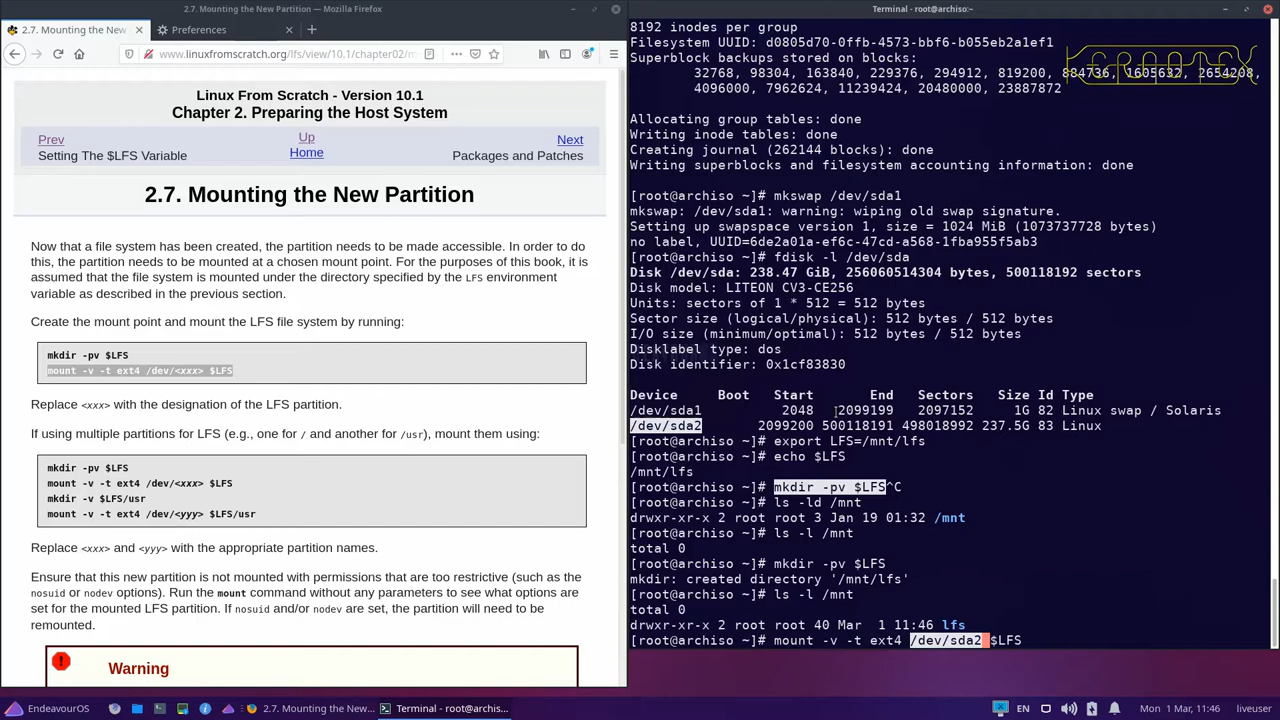 2.7. Mounting the New Partition — Mozilla Firefox
2.7. Mounting the New
Preferences
www.linuxfromscratch.org/lfs/view/10.1/chapter02/m
Linux From Scratch - Version 10.1
Chapter 2. Preparing the Host System
Prev
Up
Next
Setting The $LFS Variable
Home
Packages and Patches
2.7. Mounting the New Partition
Now that a file system has been created, the partition needs to be made accessible. In order to do
this, the partition needs to be mounted at a chosen mount point. For the purposes of this book, it is
assumed that the file system is mounted under the directory specified by the LFS environment
variable as described in the previous section.
Create the mount point and mount the LFS file system by running:
mkdir -pv $LFS
mount -v -t ext4 /dev/<xxx> $LFS
Replace <xxx> with the designation of the LFS partition.
If using multiple partitions for LFS (e.g., one for / and another for /usr), mount them using:
mkdir -pv $LFS
mount -v -t ext4 /dev/<xxx> $LFS
mkdir -v $LFS/usr
mount -v -t ext4 /dev/<yyy> $LFS/usr
Replace <xxx> and <yyy> with the appropriate partition names.
Ensure that this new partition is not mounted with permissions that are too restrictive (such as the
nosuid or nodev options). Run the mount command without any parameters to see what options are
set for the mounted LFS partition. If nosuid and/or nodev are set, the partition will need to be
remounted.
Warning
Terminal - root@archiso:~
8192 inodes per group
Filesystem UUID: d0805d70-0ffb-4573-bbf6-b055eb2a1ef1
Superblock backups stored on blocks:
32768, 98304, 163840, 229376, 294912, 819200, 884736, 1605632, 2654208,
4096000, 7962624, 11239424, 20480000, 23887872
Allocating group tables: done
Writing inode tables: done
Creating journal (262144 blocks): done
Writing superblocks and filesystem accounting information: done
[root@archiso ~]# mkswap /dev/sda1
mkswap: /dev/sda1: warning: wiping old swap signature.
Setting up swapspace version 1, size = 1024 MiB (1073737728 bytes)
no label, UUID=6de2a01a-ef6c-47cd-a568-1fba955f5ab3
[root@archiso ~]# fdisk -l /dev/sda
Disk /dev/sda: 238.47 GiB, 256060514304 bytes, 500118192 sectors
Disk model: LITEON CV3-CE256
Units: sectors of 1 * 512 = 512 bytes
Sector size (logical/physical): 512 bytes / 512 bytes
I/O size (minimum/optimal): 512 bytes / 512 bytes
Disklabel type: dos
Disk identifier: 0x1cf83830
Device Boot Start End Sectors Size Id Type
/dev/sda1 2048 2099199 2097152 1G 82 Linux swap / Solaris
/dev/sda2 2099200 500118191 498018992 237.5G 83 Linux
[root@archiso ~]# export LFS=/mnt/lfs
[root@archiso ~]# echo $LFS
/mnt/lfs
[root@archiso ~]# mkdir -pv $LFS^C
[root@archiso ~]# ls -ld /mnt
drwxr-xr-x 2 root root 3 Jan 19 01:32 /mnt
[root@archiso ~]# ls -l /mnt
total 0
[root@archiso ~]# mkdir -pv $LFS
mkdir: created directory '/mnt/lfs'
[root@archiso ~]# ls -l /mnt
total 0
drwxr-xr-x 2 root root 40 Mar 1 11:46 lfs
[root@archiso ~]# mount -v -t ext4 /dev/sda2 $LFS
EndeavourOS
2.7. Mounting the New...
Terminal - root@archis...
EN
Mon 1 Mar, 11:46
liveuser